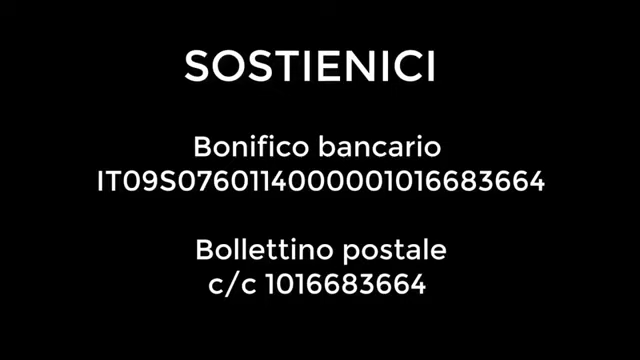 SOSTIENICI
Bonifico bancario
IT09S0760114000001016683664
Bollettino postale
c/c 1016683664